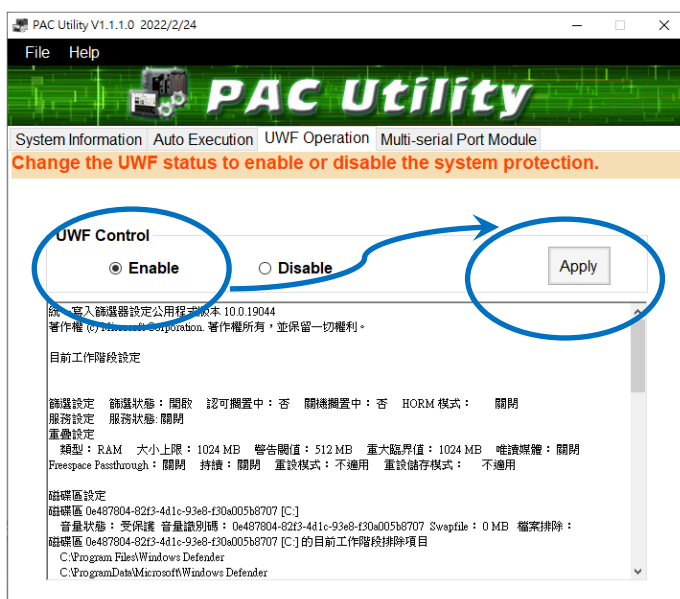 PAC Utility V1.1.1.0 2022/2/24
File Help
PAC Utility
System Information Auto Execution UWF Operation Multi-serial Port Module
Change the UWF status to enable or disable the system protection.
UWF Control
Enable Disable Apply
統一寫入篩選器設定公用程式版本 10.0.19044
著作權 (c) Microsoft Corporation. 著作權所有，並保留一切權利。
目前工作階段設定
篩選設定 篩選狀態：開啟 認可擱置中：否 關機擱置中：否 HORM 模式： 關閉
服務設定 服務狀態: 關閉
重疊設定
類型：RAM 大小上限：1024 MB 警告閾值：512 MB 重大臨界值：1024 MB 唯讀媒體：關閉
Freespace Passthrough：關閉 持續：關閉 重設模式：不適用 重設儲存模式： 不適用
磁碟區設定
磁碟區 0e487804-82f3-4d1c-93e8-f30a005b8707 [C:]
音量狀態： 受保護 音量識別碼： 0e487804-82f3-4d1c-93e8-f30a005b8707 Swapfile：0 MB 檔案排除：
磁碟區 0e487804-82f3-4d1c-93e8-f30a005b8707 [C:] 的目前工作階段排除項目
C:\Program Files\Windows Defender
C:\ProgramData\Microsoft\Windows Defender